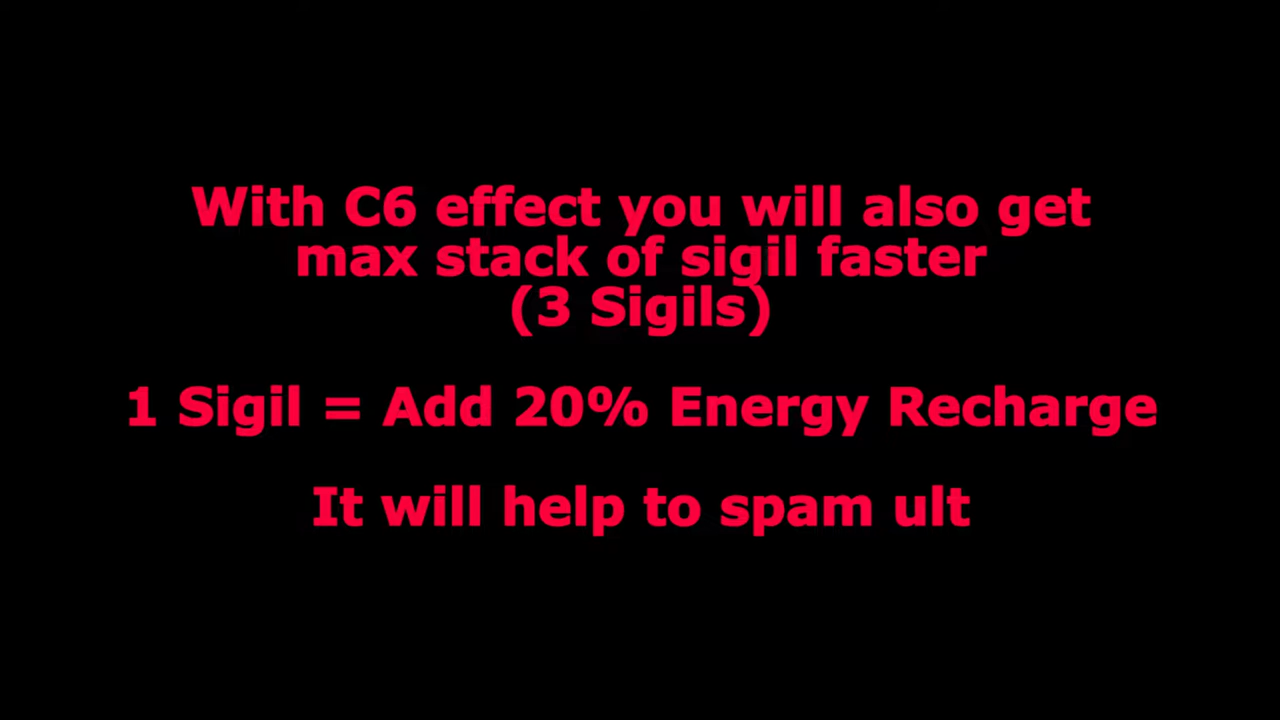 With C6 effect you will also get
max stack of sigil faster
(3 Sigils)
1 Sigil = Add 20% Energy Recharge
It will help to spam ult